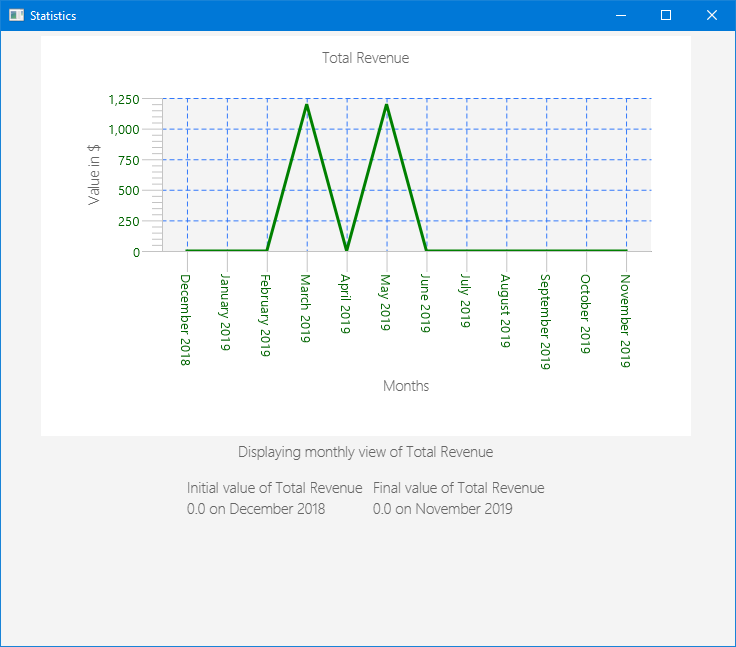 Statistics
Total Revenue
1,250
1,000
750
500
250
0
Value in $
December 2018
January 2019
February 2019
March 2019
April 2019
May 2019
June 2019
July 2019
August 2019
September 2019
October 2019
November 2019
Months
Displaying monthly view of Total Revenue
Initial value of Total Revenue
0.0 on December 2018
Final value of Total Revenue
0.0 on November 2019